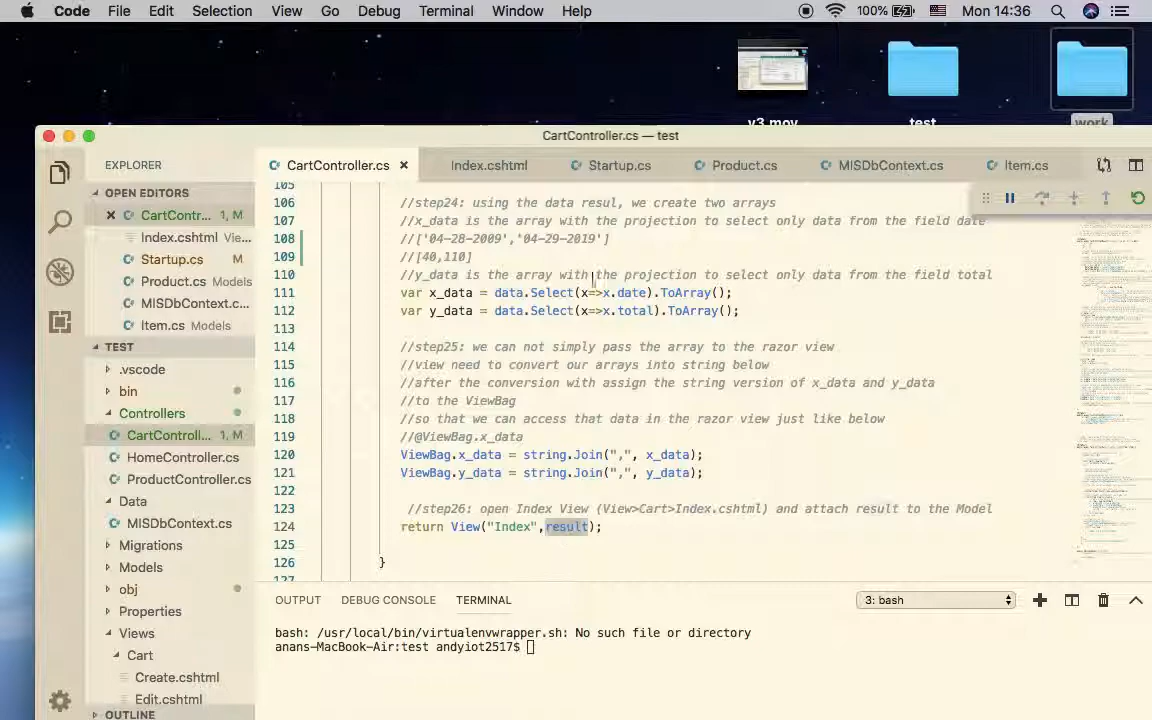 Code File Edit Selection View Go Debug Terminal Window Help 100% Mon 14:36
v3.mov test work
CartController.cs — test
EXPLORER CartController.cs Index.cshtml Startup.cs Product.cs MISDbContext.cs Item.cs
OPEN EDITORS
CartContr... 1, M
Index.cshtml Vie...
Startup.cs M
Product.cs Models
MISDbContext.c...
Item.cs Models
TEST
.vscode
bin
Controllers
CartControll... 1, M
HomeController.cs
ProductController.cs
Data
MISDbContext.cs
Migrations
Models
obj
Properties
Views
Cart
Create.cshtml
Edit.cshtml
OUTLINE
105
106 //step24: using the data resul, we create two arrays
107 //x_data is the array with the projection to select only data from the field date
108 //['04-28-2009','04-29-2019']
109 //[40,110]
110 //y_data is the array with the projection to select only data from the field total
111 var x_data = data.Select(x=>x.date).ToArray();
112 var y_data = data.Select(x=>x.total).ToArray();
113
114 //step25: we can not simply pass the array to the razor view
115 //view need to convert our arrays into string below
116 //after the conversion with assign the string version of x_data and y_data
117 //to the ViewBag
118 //so that we can access that data in the razor view just like below
119 //@ViewBag.x_data
120 ViewBag.x_data = string.Join(",", x_data);
121 ViewBag.y_data = string.Join(",", y_data);
122
123 //step26: open Index View (View>Cart>Index.cshtml) and attach result to the Model
124 return View("Index",result);
125
126 }
127
OUTPUT DEBUG CONSOLE TERMINAL 3: bash
bash: /usr/local/bin/virtualenvwrapper.sh: No such file or directory
anans-MacBook-Air:test andyiot2517$